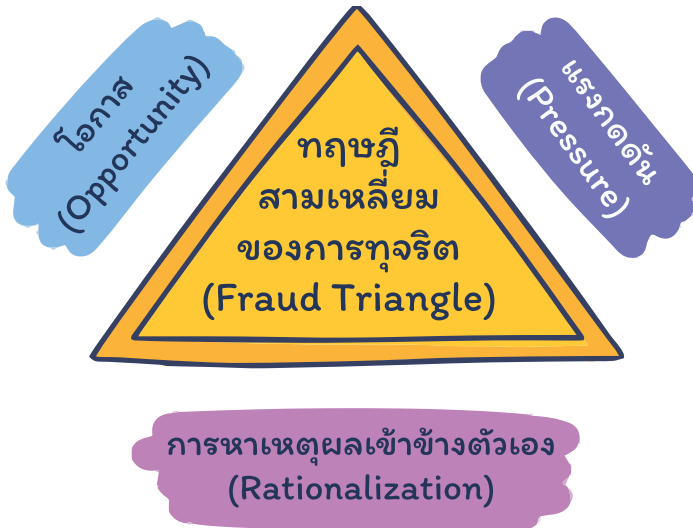 โอกาส
(Opportunity)
แรงกดดัน
(Pressure)
ทฤษฎี
สามเหลี่ยม
ของการทุจริต
(Fraud Triangle)
การหาเหตุผลเข้าข้างตัวเอง
(Rationalization)